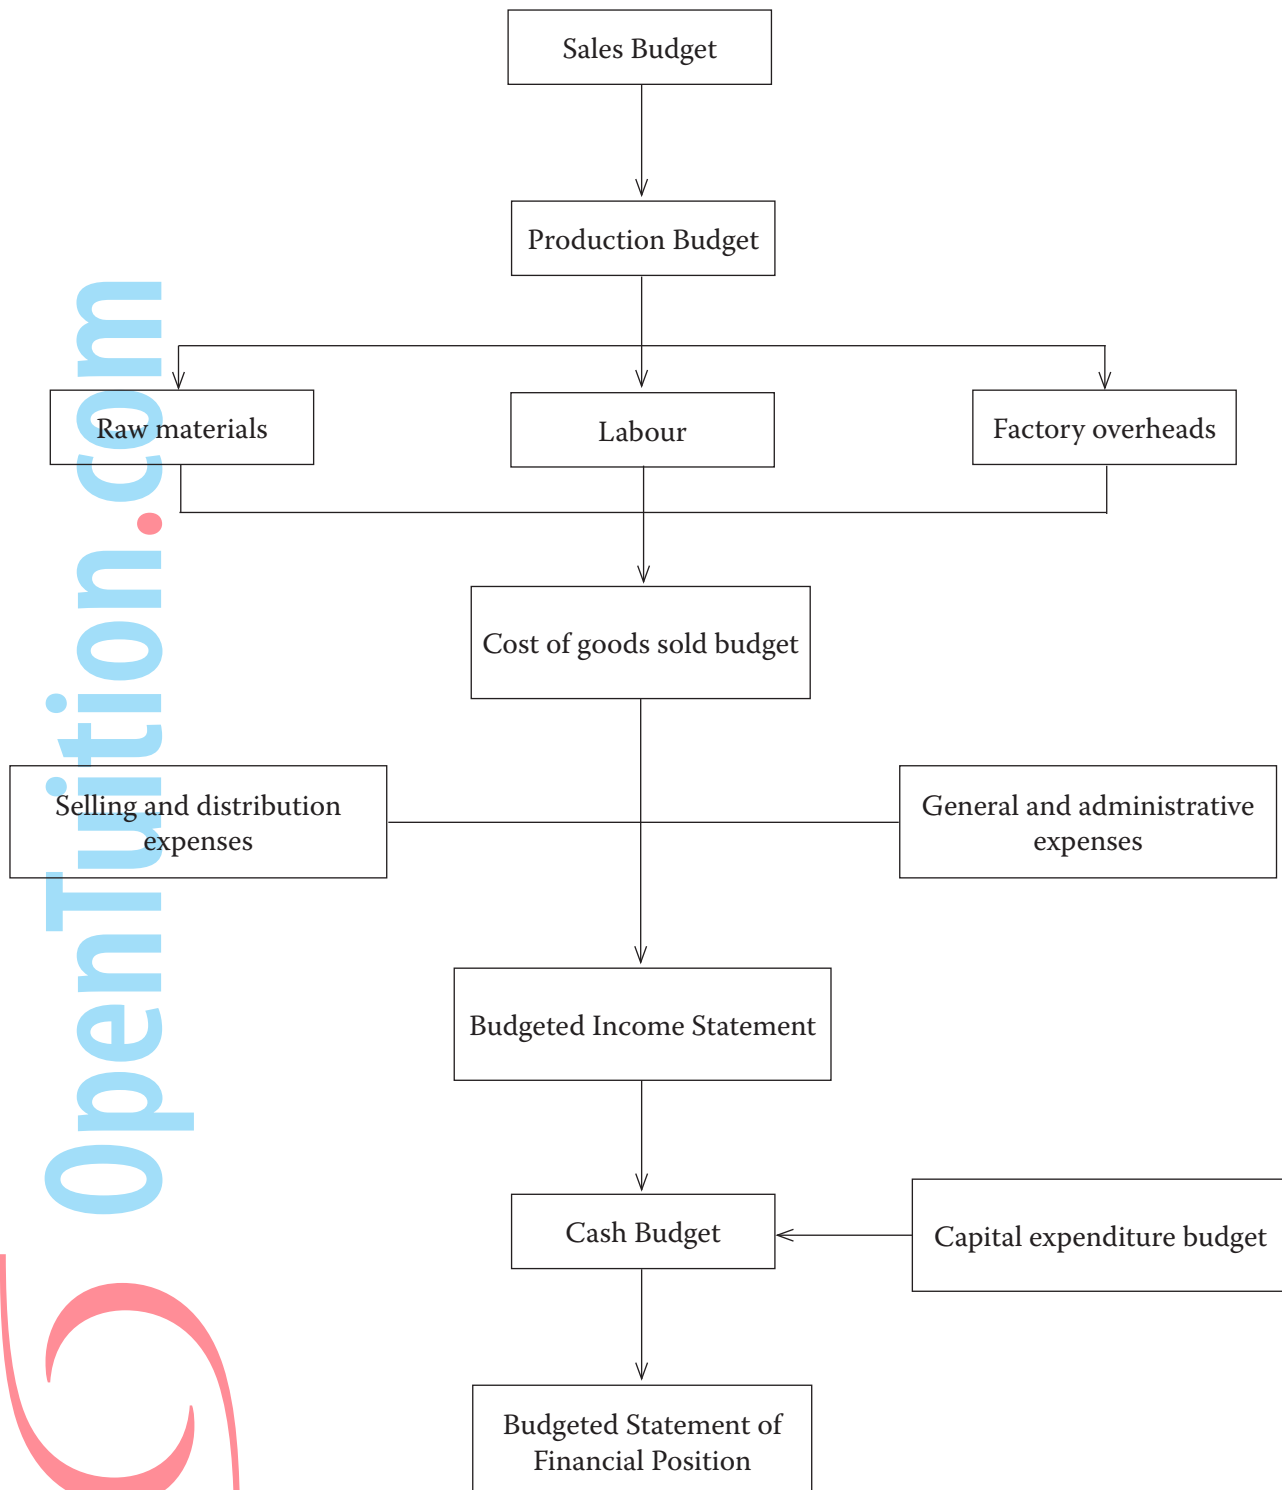 Sales Budget
Production Budget
Raw materials
Labour
Factory overheads
Cost of goods sold budget
Selling and distribution
expenses
General and administrative
expenses
Budgeted Income Statement
Cash Budget
Capital expenditure budget
Budgeted Statement of
Financial Position
OpenTuition.com